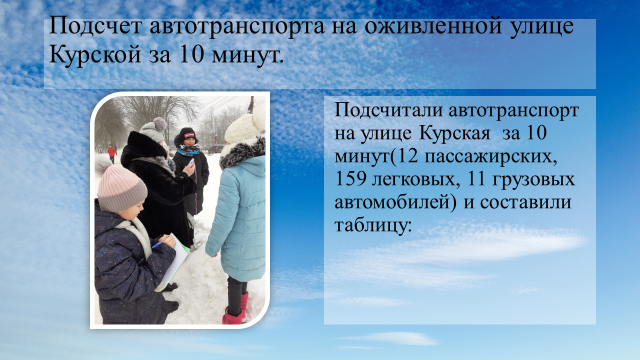 Подсчет автотранспорта на оживленной улице
Курской за 10 минут.
Подсчитали автотранспорт
на улице Курская за 10
минут(12 пассажирских,
159 легковых, 11 грузовых
автомобилей) и составили
таблицу: